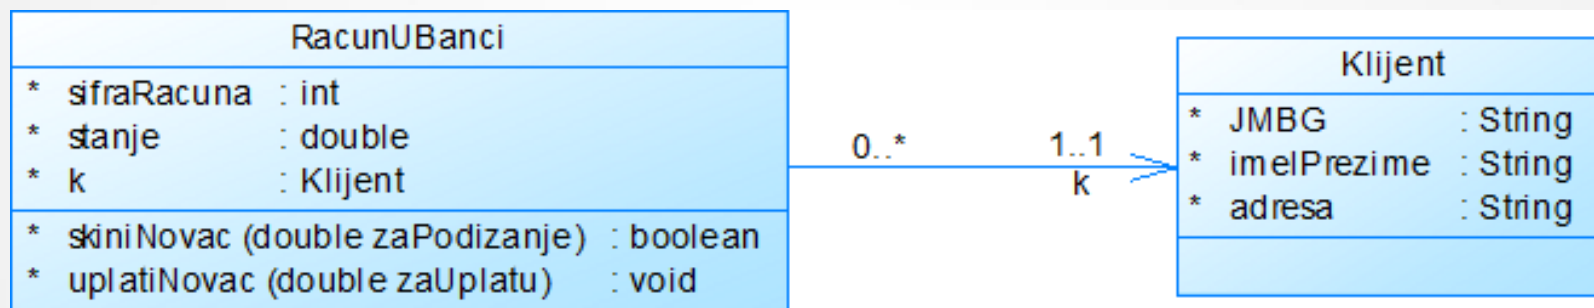 RacunUBanci
* sifraRacuna : int
* stanje : double
* k : Klijent
* skiniNovac (double zaPodizanje) : boolean
* uplatiNovac (double zaUplatu) : void
0..* 1..1
k
Klijent
* JMBG : String
* imeIPrezime : String
* adresa : String